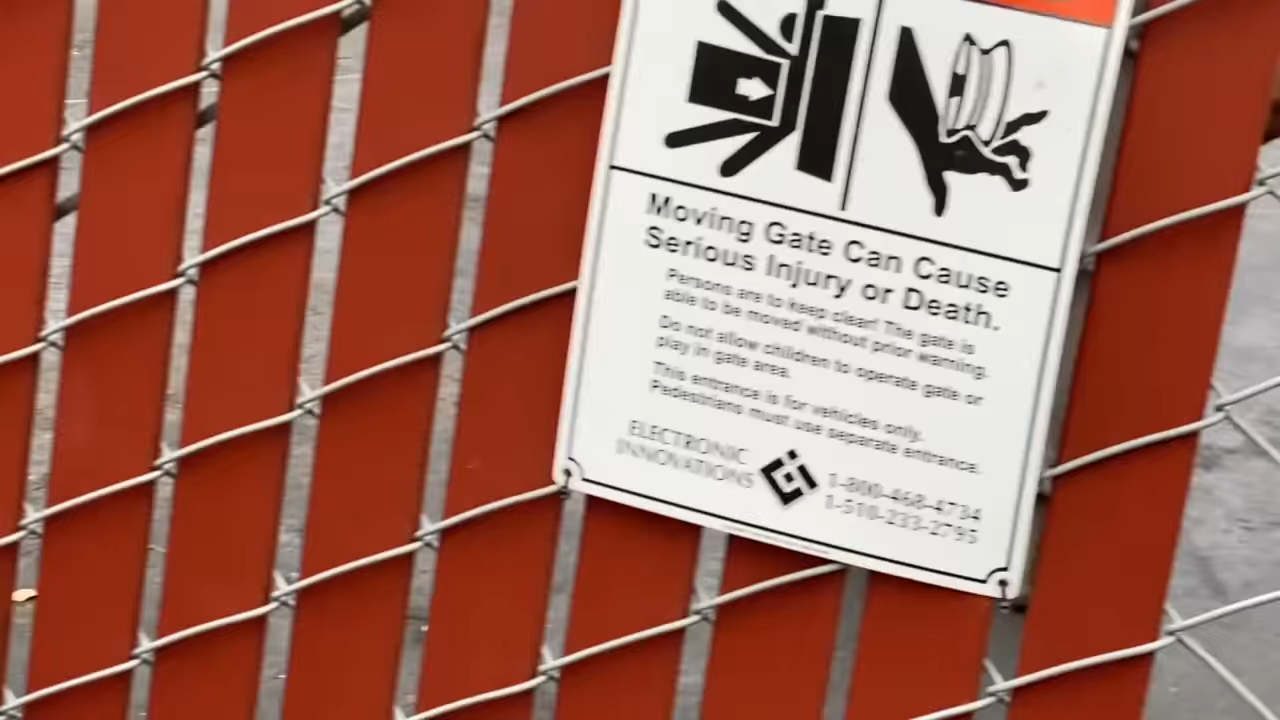 Moving Gate Can Cause
Serious Injury or Death.
Persons are to keep clear! The gate is
able to be moved without prior warning.
Do not allow children to operate gate or
play in gate area.
This entrance is for vehicles only.
Pedestrians must use separate entrance.
ELECTRONIC
INNOVATIONS
1-800-468-4734
1-510-233-2795